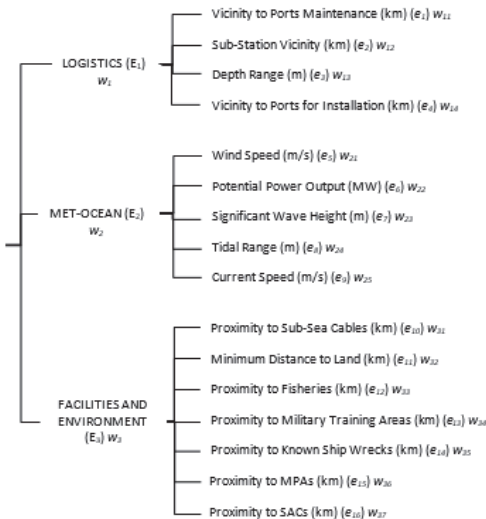 Vicinity to Ports Maintenance (km) (e₁) w₁₁
Sub-Station Vicinity (km) (e₂) w₁₂
LOGISTICS (E₁)
w₁
Depth Range (m) (e₃) w₁₃
Vicinity to Ports for Installation (km) (e₄) w₁₄
Wind Speed (m/s) (e₅) w₂₁
Potential Power Output (MW) (e₆) w₂₂
MET-OCEAN (E₂)
w₂
Significant Wave Height (m) (e₇) w₂₃
Tidal Range (m) (e₈) w₂₄
Current Speed (m/s) (e₉) w₂₅
Proximity to Sub-Sea Cables (km) (e₁₀) w₃₁
Minimum Distance to Land (km) (e₁₁) w₃₂
Proximity to Fisheries (km) (e₁₂) w₃₃
FACILITIES AND
ENVIRONMENT
(E₃) w₃
Proximity to Military Training Areas (km) (e₁₃) w₃₄
Proximity to Known Ship Wrecks (km) (e₁₄) w₃₅
Proximity to MPAs (km) (e₁₅) w₃₆
Proximity to SACs (km) (e₁₆) w₃₇